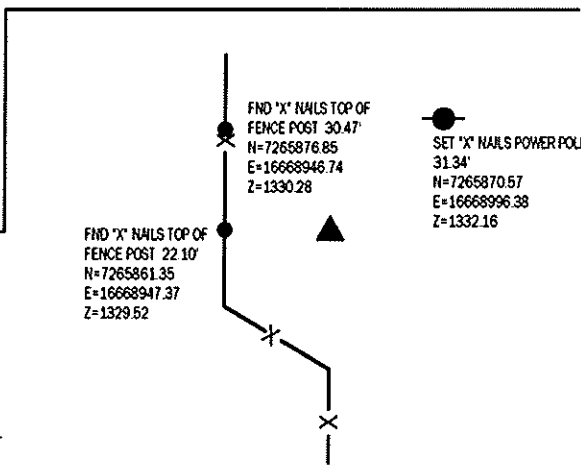 FND "X" NAILS TOP OF
FENCE POST 30.47'
N=7265876.85
E=16668946.74
Z=1330.28
SET "X" NAILS POWER POL
31.34'
N=7265870.57
E=16668996.38
Z=1332.16
FND "X" NAILS TOP OF
FENCE POST 22.10'
N=7265861.35
E=16668947.37
Z=1329.52